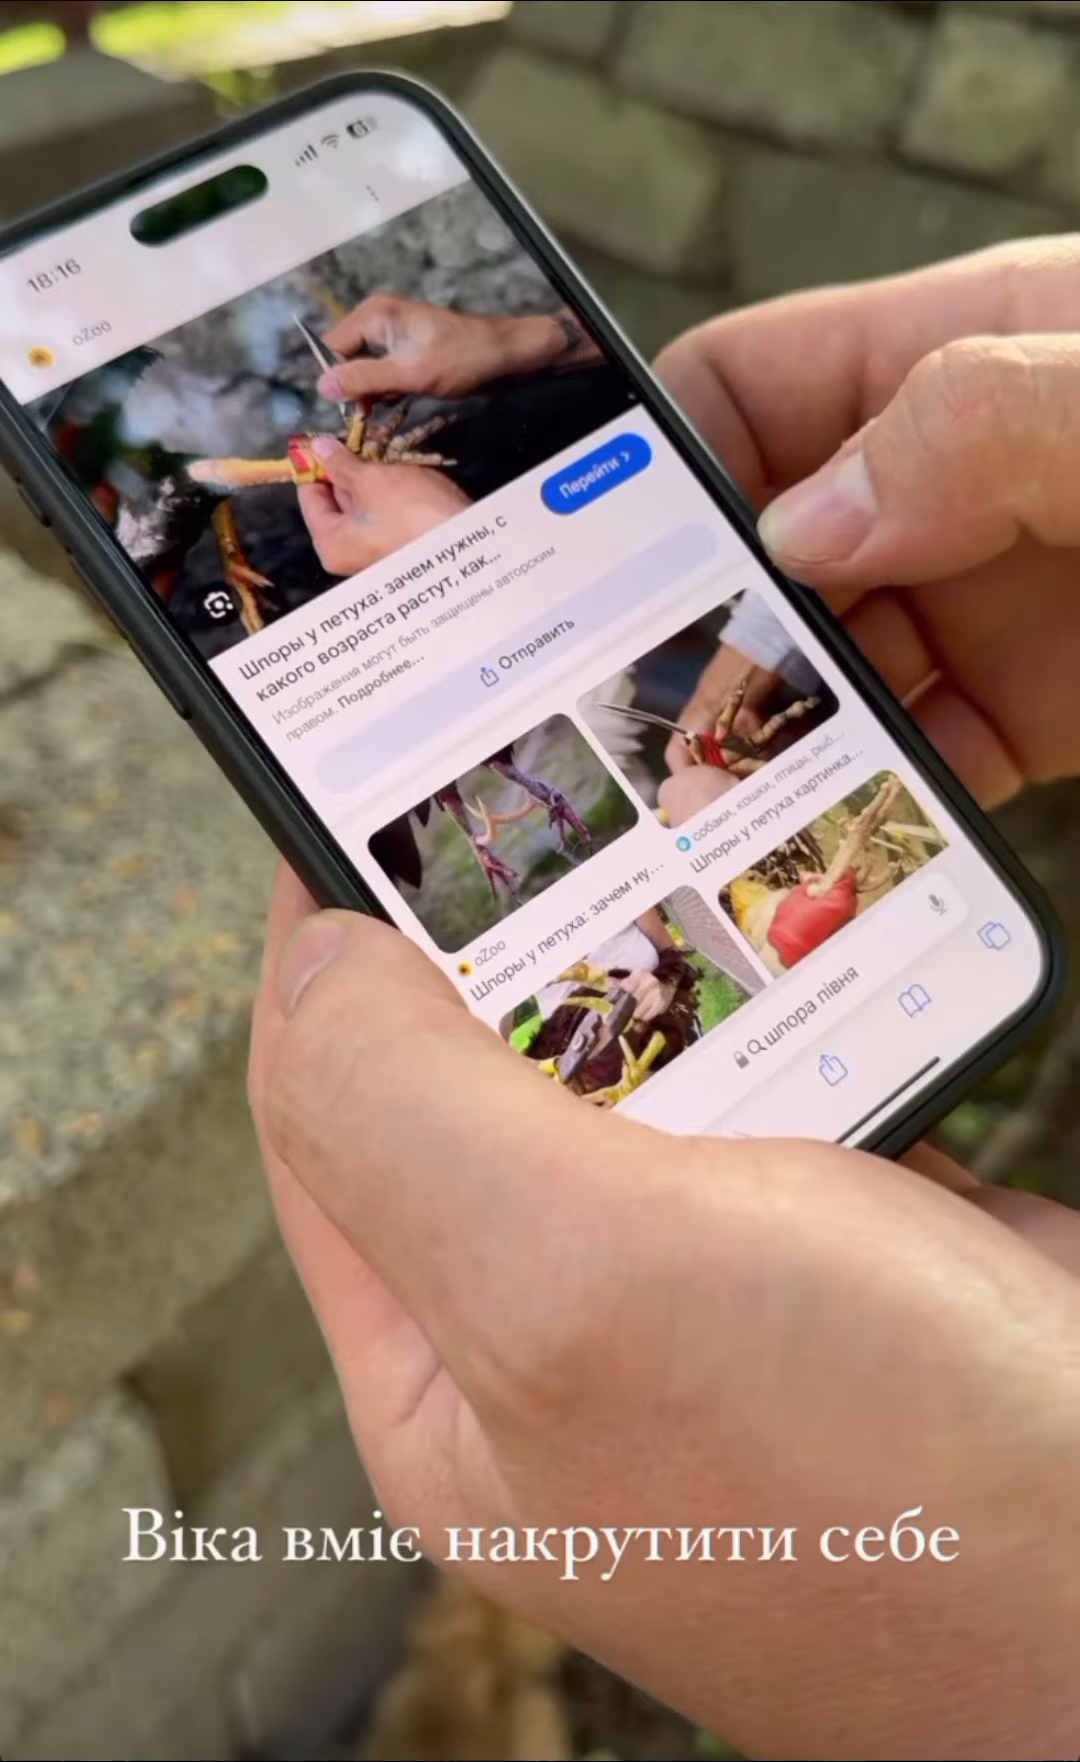 18:16
oZoo
Перейти >
Шпоры у петуха: зачем нужны, с
какого возраста растут, как...
Изображения могут быть защищены авторским
правом. Подробнее...
Отправить
собаки, кошки, птицы, рыб...
Шпоры у петуха картинка...
oZoo
Шпоры у петуха: зачем ну...
шпора півня
Віка вміє накрутити себе